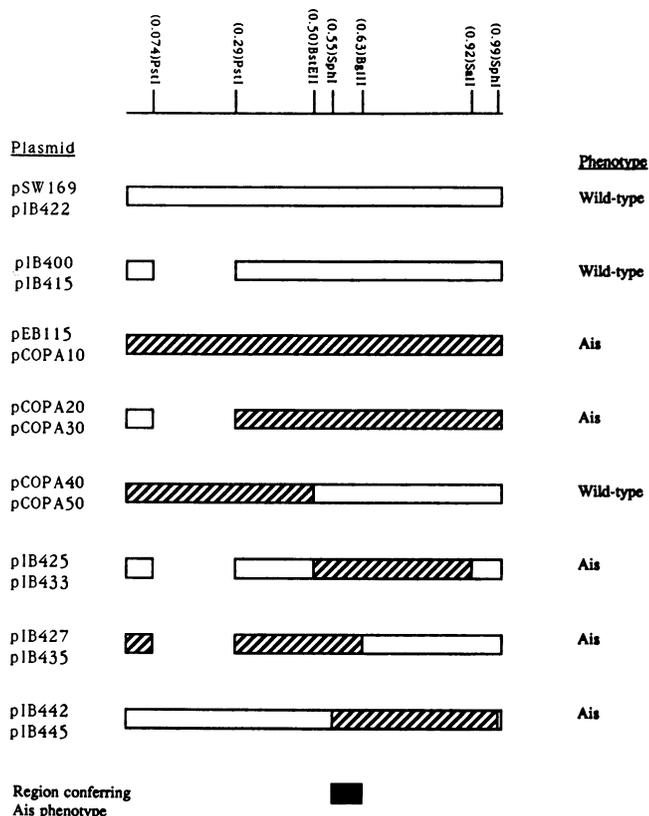 (0.074)PstI
(0.29)PstI
(0.50)BstEII
(0.55)SphI
(0.63)BglII
(0.92)SalI
(0.99)SphI
Plasmid
Phenotype
pSW169
pIB422
Wild-type
pIB400
pIB415
Wild-type
pEB115
pCOPA10
Ais
pCOPA20
pCOPA30
Ais
pCOPA40
pCOPA50
Wild-type
pIB425
pIB433
Ais
pIB427
pIB435
Ais
pIB442
pIB445
Ais
Region conferring
Ais phenotype